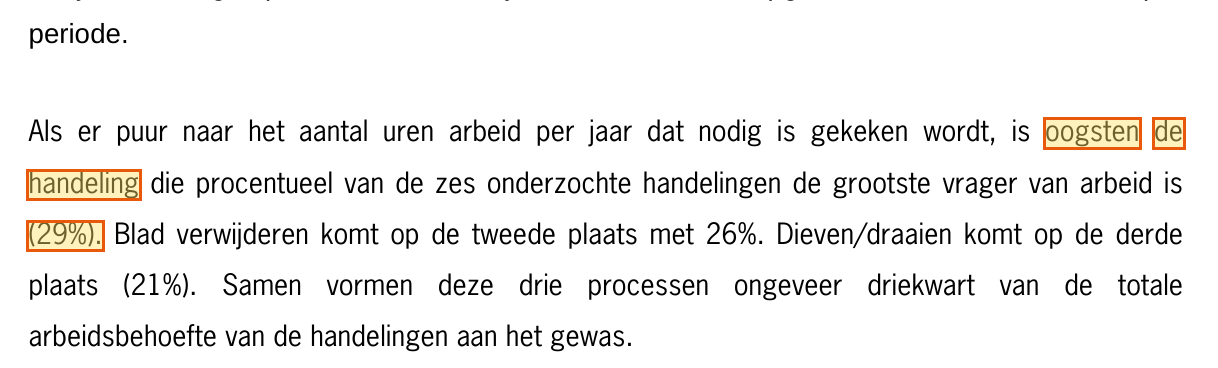 periode.
Als er puur naar het aantal uren arbeid per jaar dat nodig is gekeken wordt, is oogsten de
handeling die procentueel van de zes onderzochte handelingen de grootste vrager van arbeid is
(29%). Blad verwijderen komt op de tweede plaats met 26%. Dieven/draaien komt op de derde
plaats (21%). Samen vormen deze drie processen ongeveer driekwart van de totale
arbeidsbehoefte van de handelingen aan het gewas.